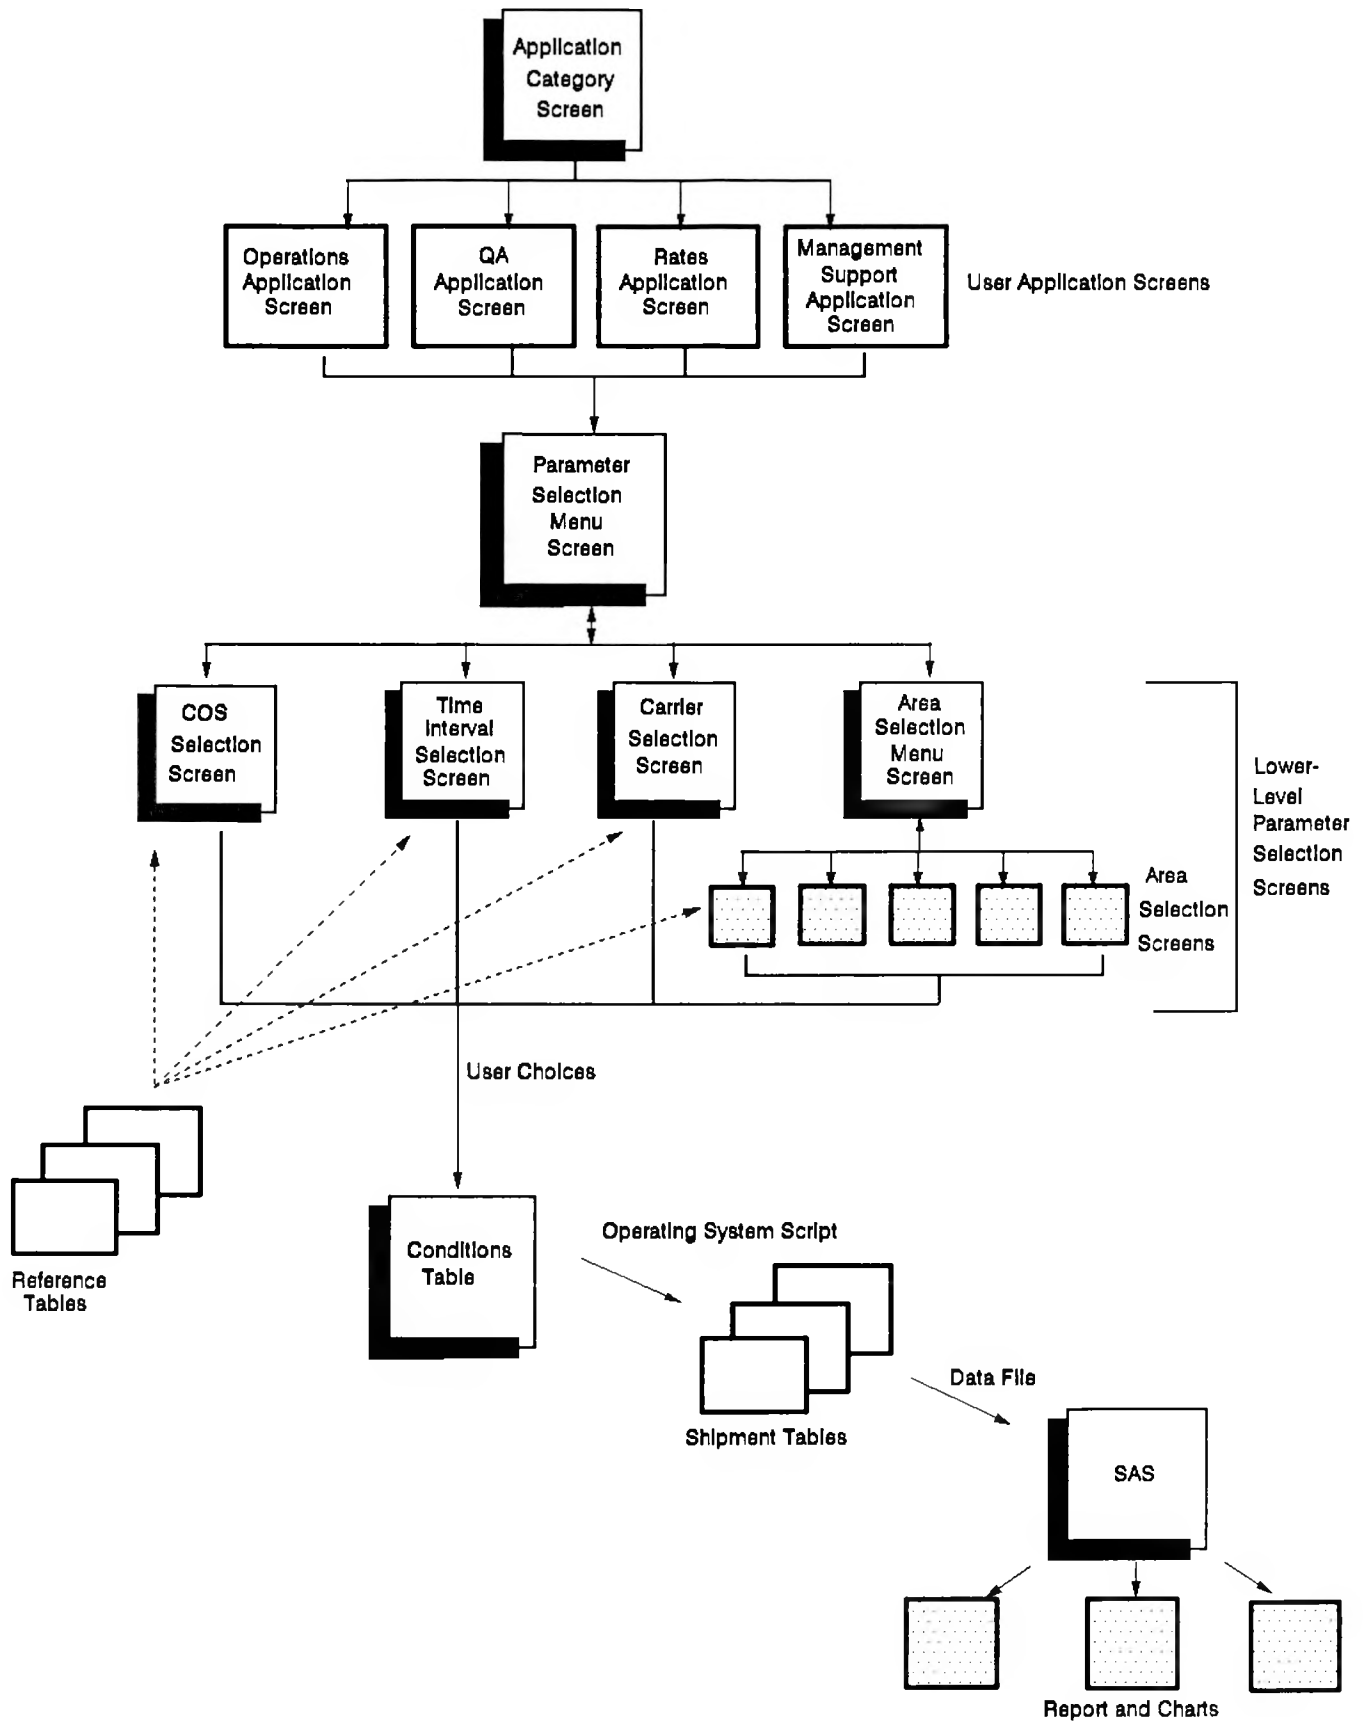 Application
Category
Screen
Operations
Application
Screen
QA
Application
Screen
Rates
Application
Screen
Management
Support
Application
Screen
User Application Screens
Parameter
Selection
Menu
Screen
COS
Selection
Screen
Time
Interval
Selection
Screen
Carrier
Selection
Screen
Area
Selection
Menu
Screen
Lower-
Level
Parameter
Selection
Screens
Area
Selection
Screens
User Choices
Reference
Tables
Conditions
Table
Operating System Script
Shipment Tables
Data File
SAS
Report and Charts